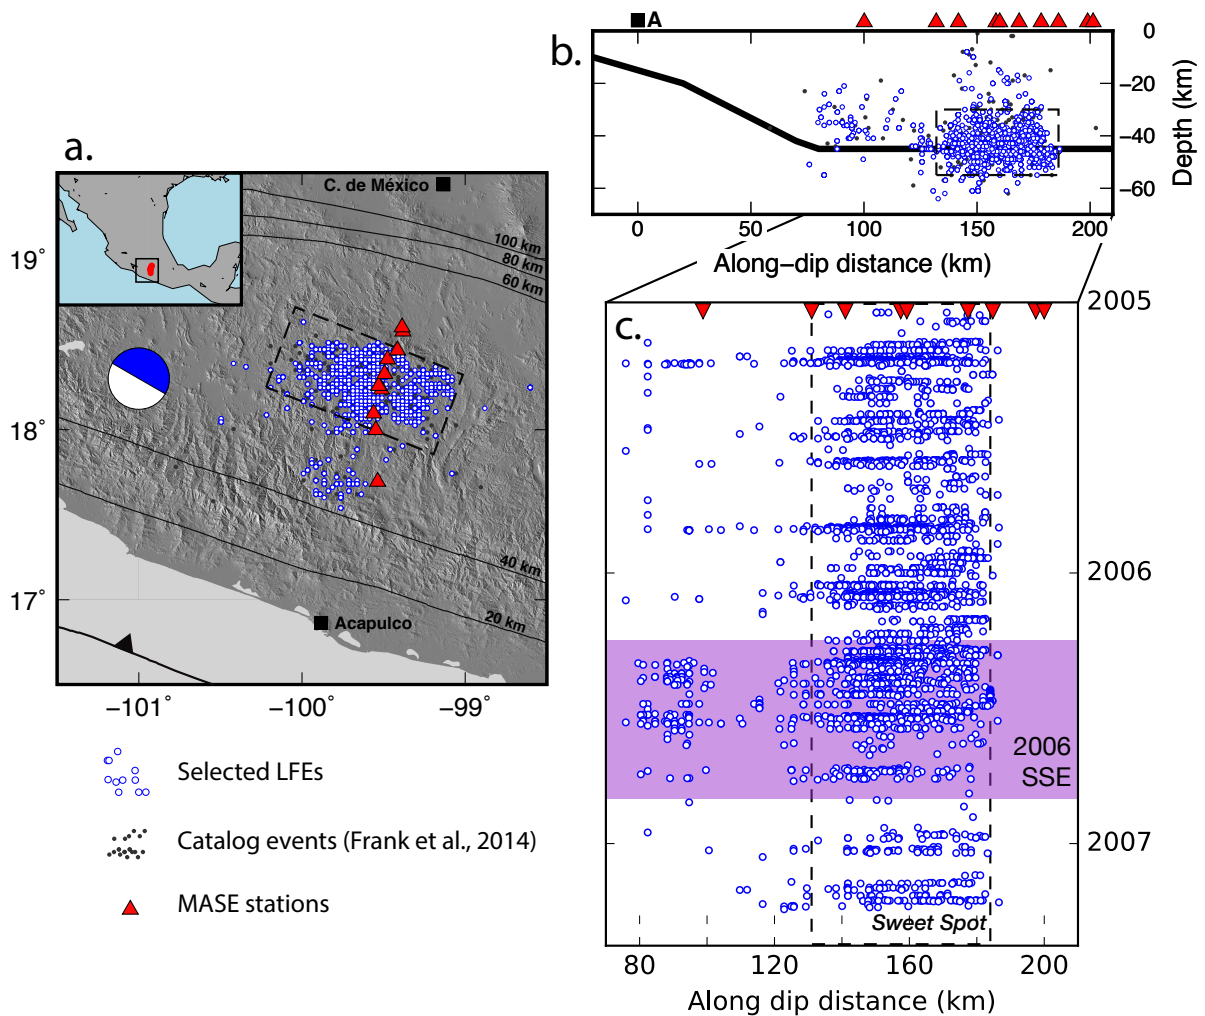 a.
C. de México
100 km
80 km
60 km
40 km
20 km
Acapulco
19˚
18˚
17˚
−101˚
−100˚
−99˚
Selected LFEs
Catalog events (Frank et al., 2014)
MASE stations
b.
A
0
−20
−40
−60
Depth (km)
0
50
100
150
200
Along−dip distance (km)
c.
2005
2006
2007
2006
SSE
Sweet Spot
80
120
160
200
Along dip distance (km)